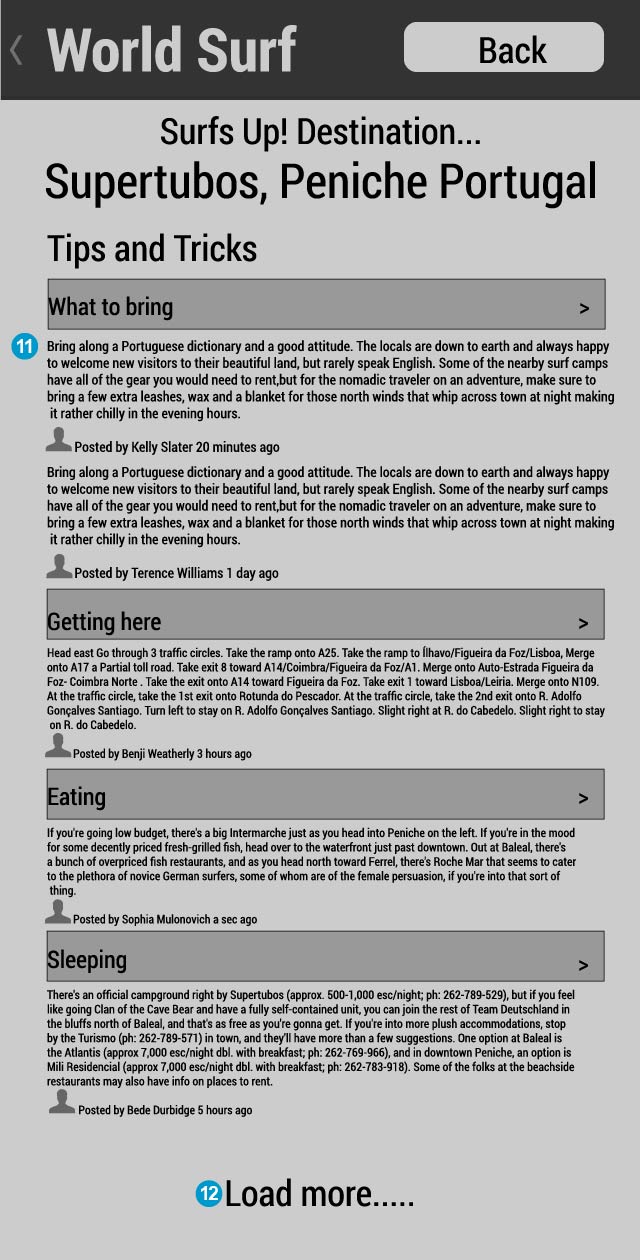 < World Surf Back
Surfs Up! Destination...
Supertubos, Peniche Portugal
Tips and Tricks
What to bring >
11 Bring along a Portuguese dictionary and a good attitude. The locals are down to earth and always happy
to welcome new visitors to their beautiful land, but rarely speak English. Some of the nearby surf camps
have all of the gear you would need to rent,but for the nomadic traveler on an adventure, make sure to
bring a few extra leashes, wax and a blanket for those north winds that whip across town at night making
it rather chilly in the evening hours.
Posted by Kelly Slater 20 minutes ago
Bring along a Portuguese dictionary and a good attitude. The locals are down to earth and always happy
to welcome new visitors to their beautiful land, but rarely speak English. Some of the nearby surf camps
have all of the gear you would need to rent,but for the nomadic traveler on an adventure, make sure to
bring a few extra leashes, wax and a blanket for those north winds that whip across town at night making
it rather chilly in the evening hours.
Posted by Terence Williams 1 day ago
Getting here >
Head east Go through 3 traffic circles. Take the ramp onto A25. Take the ramp to Ílhavo/Figueira da Foz/Lisboa, Merge
onto A17 a Partial toll road. Take exit 8 toward A14/Coimbra/Figueira da Foz/A1. Merge onto Auto-Estrada Figueira da
Foz- Coimbra Norte . Take the exit onto A14 toward Figueira da Foz. Take exit 1 toward Lisboa/Leiria. Merge onto N109.
At the traffic circle, take the 1st exit onto Rotunda do Pescador. At the traffic circle, take the 2nd exit onto R. Adolfo
Gonçalves Santiago. Turn left to stay on R. Adolfo Gonçalves Santiago. Slight right at R. do Cabedelo. Slight right to stay
on R. do Cabedelo.
Posted by Benji Weatherly 3 hours ago
Eating >
If you're going low budget, there's a big Intermarche just as you head into Peniche on the left. If you're in the mood
for some decently priced fresh-grilled fish, head over to the waterfront just past downtown. Out at Baleal, there's
a bunch of overpriced fish restaurants, and as you head north toward Ferrel, there's Roche Mar that seems to cater
to the plethora of novice German surfers, some of whom are of the female persuasion, if you're into that sort of
thing.
Posted by Sophia Mulonovich a sec ago
Sleeping >
There's an official campground right by Supertubos (approx. 500-1,000 esc/night; ph: 262-789-529), but if you feel
like going Clan of the Cave Bear and have a fully self-contained unit, you can join the rest of Team Deutschland in
the bluffs north of Baleal, and that's as free as you're gonna get. If you're into more plush accommodations, stop
by the Turismo (ph: 262-789-571) in town, and they'll have more than a few suggestions. One option at Baleal is
the Atlantis (approx 7,000 esc/night dbl. with breakfast; ph: 262-769-966), and in downtown Peniche, an option is
Mili Residencial (approx 7,000 esc/night dbl. with breakfast; ph: 262-783-918). Some of the folks at the beachside
restaurants may also have info on places to rent.
Posted by Bede Durbidge 5 hours ago
12 Load more.....